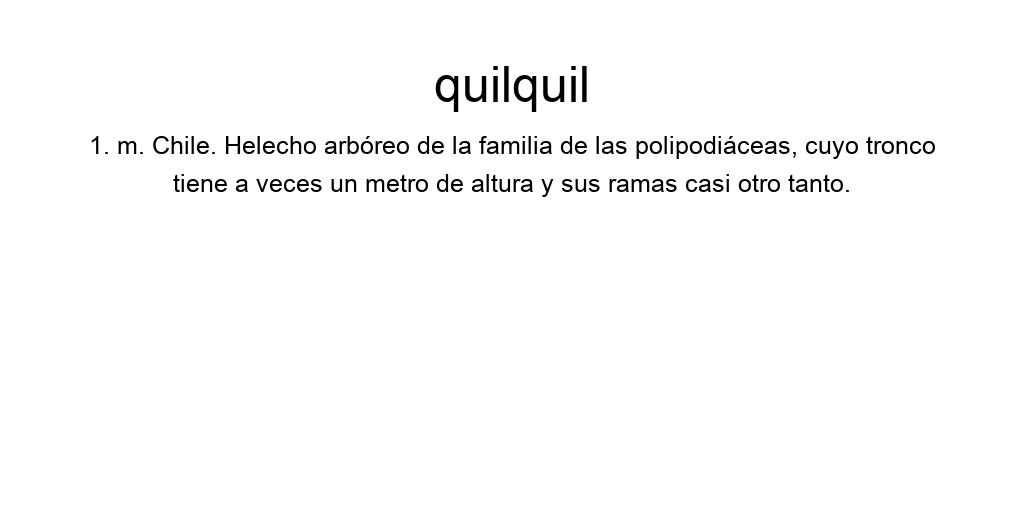 quilquil
1. m. Chile. Helecho arbóreo de la familia de las polipodiáceas, cuyo tronco
tiene a veces un metro de altura y sus ramas casi otro tanto.